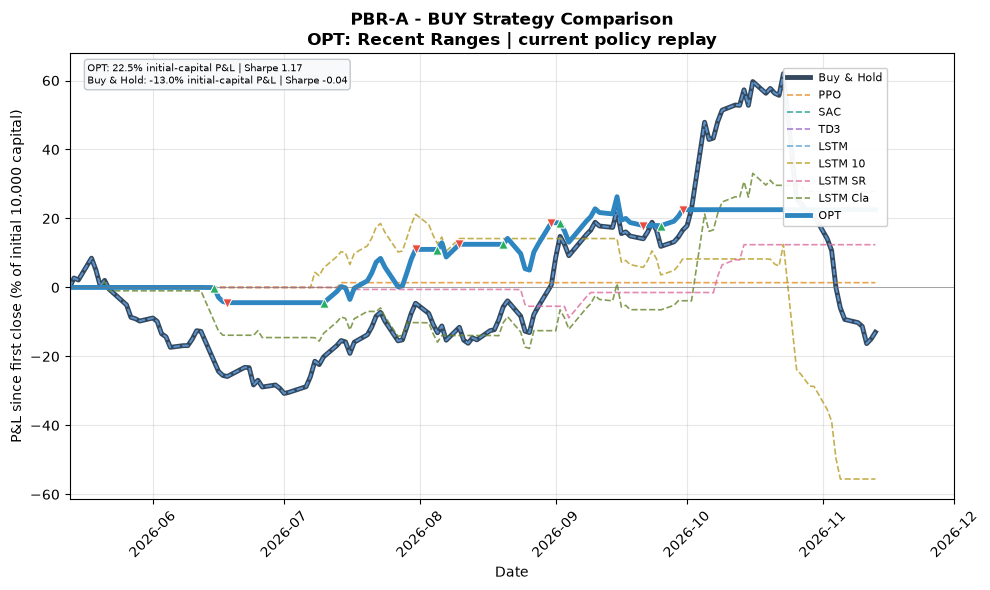 PBR-A - BUY Strategy Comparison
OPT: Recent Ranges | current policy replay
OPT: 22.5% initial-capital P&L | Sharpe 1.17
Buy & Hold: -13.0% initial-capital P&L | Sharpe -0.04
Buy & Hold
PPO
SAC
TD3
LSTM
LSTM 10
LSTM SR
LSTM Cla
OPT
P&L since first close (% of initial 10,000 capital)
60
40
20
0
−20
−40
−60
2026-06
2026-07
2026-08
2026-09
2026-10
2026-11
2026-12
Date